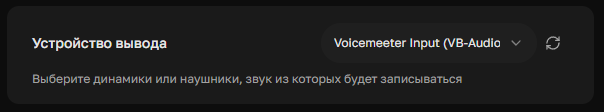 Устройство вывода
Voicemeeter Input (VB-Audio
Выберите динамики или наушники, звук из которых будет записываться